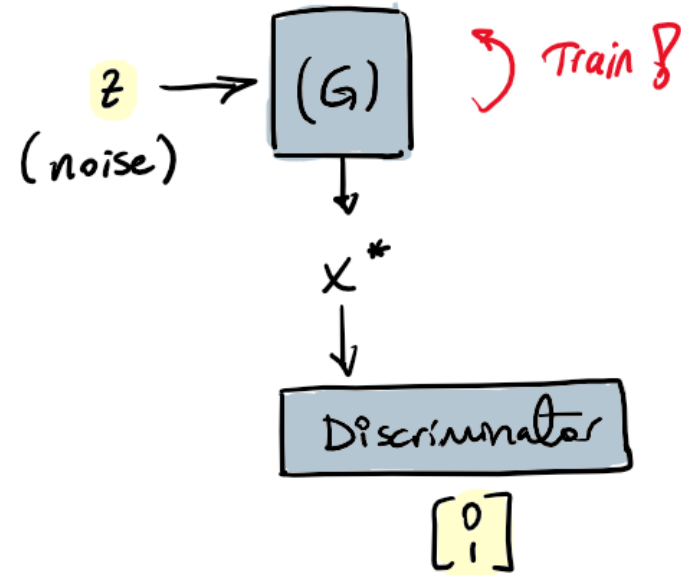 z
(noise)
(G)
Train!
x*
Discriminator
[0
1]